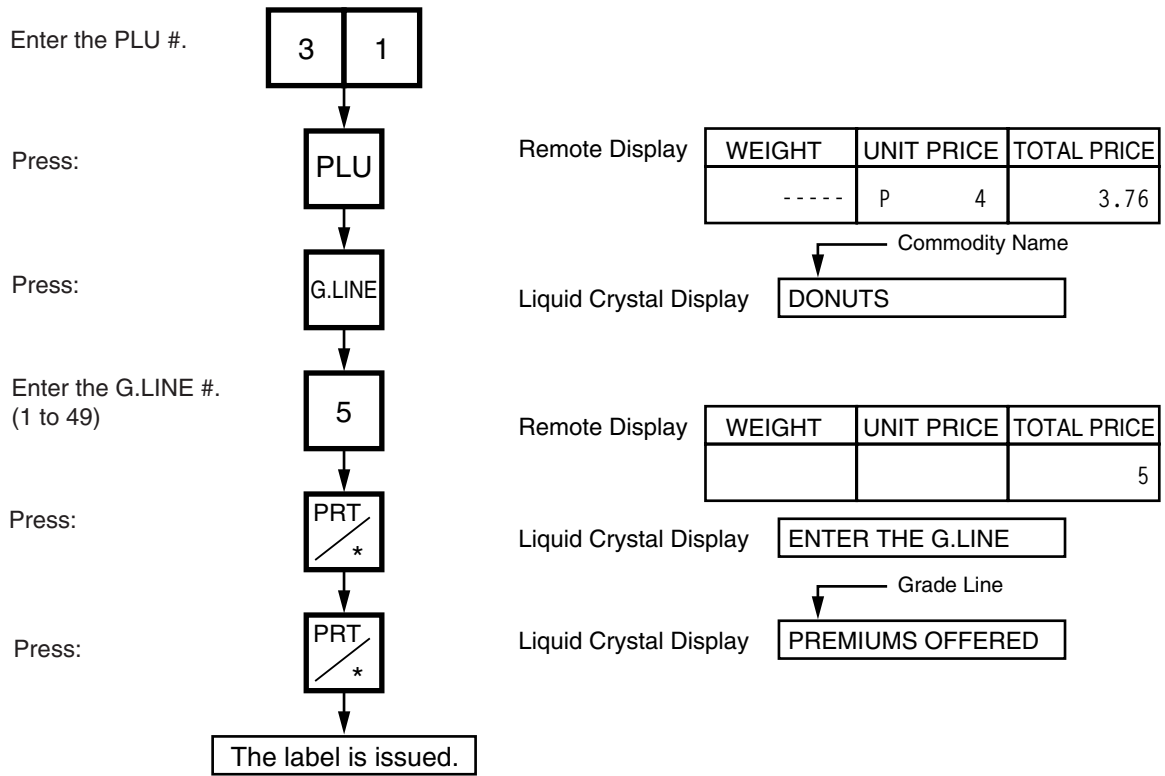 Enter the PLU #.
3 1
Press:
PLU
Remote Display
WEIGHT UNIT PRICE TOTAL PRICE
----- P 4 3.76
Commodity Name
Press:
G.LINE
Liquid Crystal Display
DONUTS
Enter the G.LINE #.
(1 to 49)
5
Remote Display
WEIGHT UNIT PRICE TOTAL PRICE
5
Press:
PRT
*
Liquid Crystal Display
ENTER THE G.LINE
Grade Line
Press:
PRT
*
Liquid Crystal Display
PREMIUMS OFFERED
The label is issued.